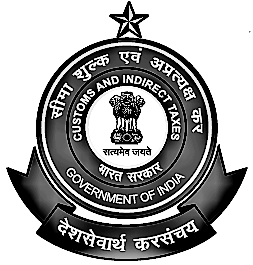 सीमा शुल्क एवं अप्रत्यक्ष कर
CUSTOMS AND INDIRECT TAXES
सत्यमेव जयते
भारत सरकार
GOVERNMENT OF INDIA
देशसेवार्थ करसंचय